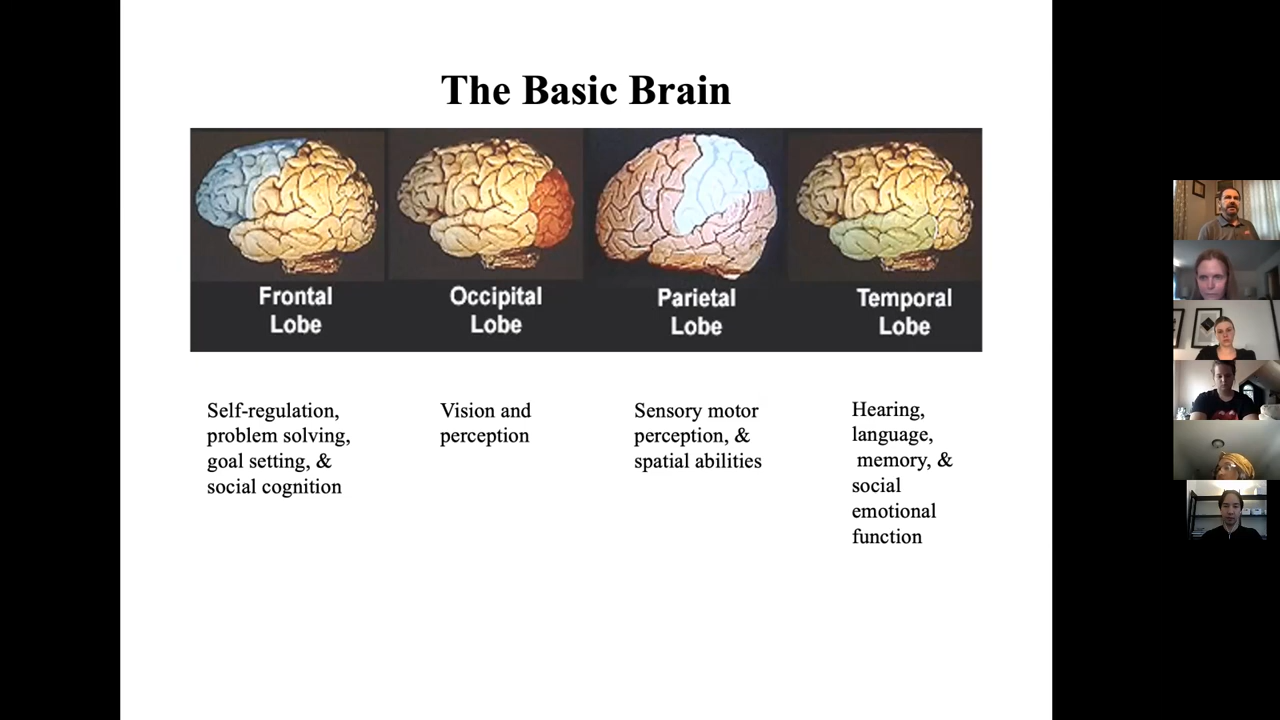 The Basic Brain
Frontal
Lobe
Occipital
Lobe
Parietal
Lobe
Temporal
Lobe
Self-regulation,
problem solving,
goal setting, &
social cognition
Vision and
perception
Sensory motor
perception, &
spatial abilities
Hearing,
language,
memory, &
social
emotional
function